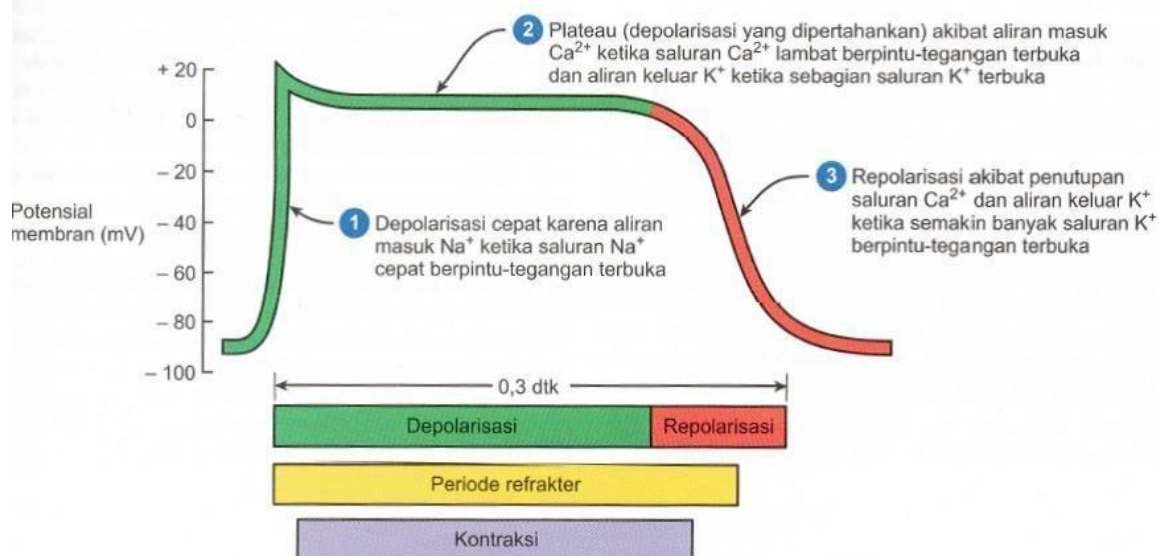 2 Plateau (depolarisasi yang dipertahankan) akibat aliran masuk
Ca²⁺ ketika saluran Ca²⁺ lambat berpintu-tegangan terbuka
dan aliran keluar K⁺ ketika sebagian saluran K⁺ terbuka
+ 20
0
– 20
– 40
– 60
– 80
– 100
Potensial
membran (mV)
1 Depolarisasi cepat karena aliran
masuk Na⁺ ketika saluran Na⁺
cepat berpintu-tegangan terbuka
3 Repolarisasi akibat penutupan
saluran Ca²⁺ dan aliran keluar K⁺
ketika semakin banyak saluran K⁺
berpintu-tegangan terbuka
0,3 dtk
Depolarisasi
Repolarisasi
Periode refrakter
Kontraksi